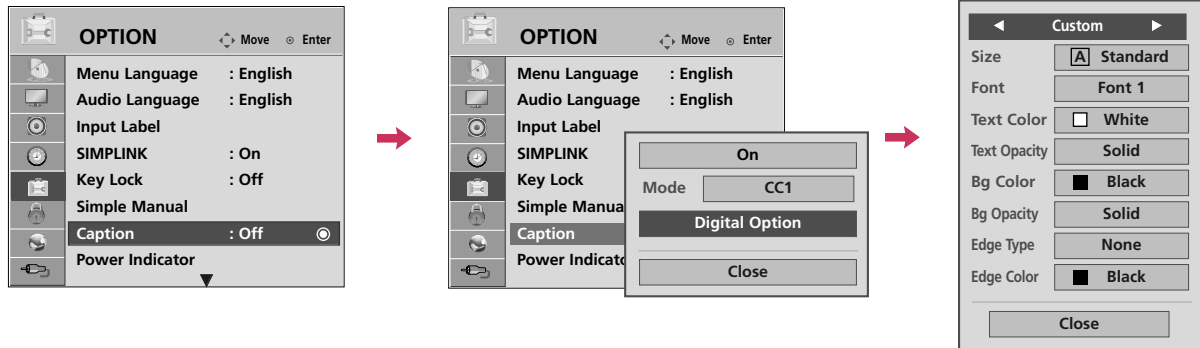 OPTION Move Enter
Menu Language : English
Audio Language : English
Input Label
SIMPLINK : On
Key Lock : Off
Simple Manual
Caption : Off
Power Indicator
OPTION Move Enter
Menu Language : English
Audio Language : English
Input Label
SIMPLINK
Key Lock
Simple Manua
Caption
Power Indicato
On
Mode CC1
Digital Option
Close
Custom
Size A Standard
Font Font 1
Text Color White
Text Opacity Solid
Bg Color Black
Bg Opacity Solid
Edge Type None
Edge Color Black
Close